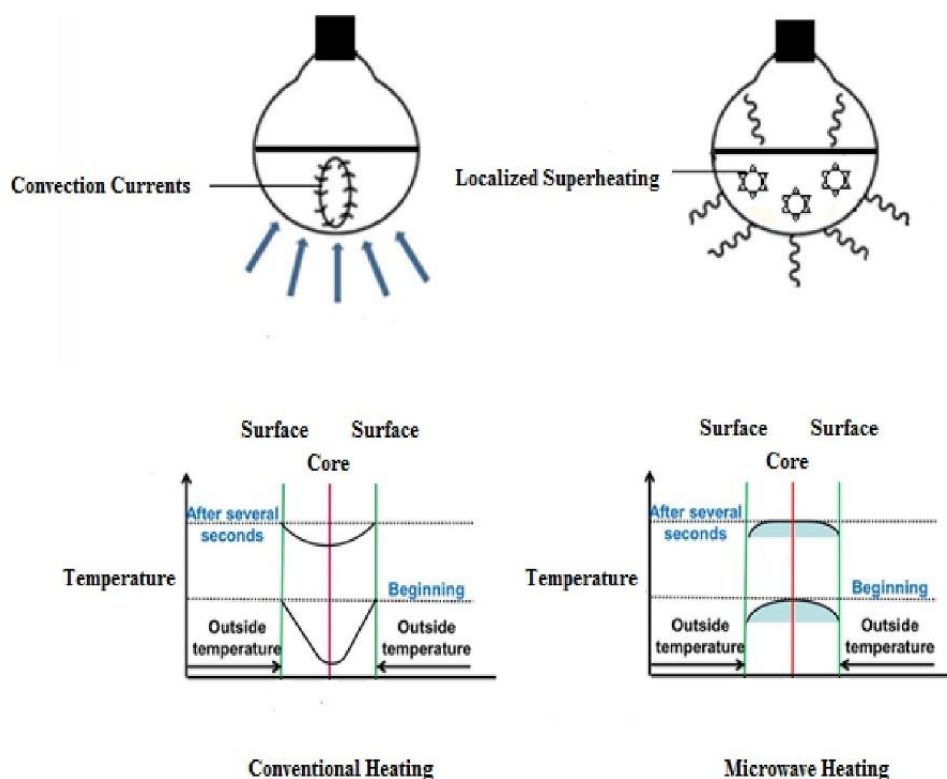 Convection Currents
Localized Superheating
Surface Surface
Core
After several
seconds
Temperature
Beginning
Outside
temperature
Outside
temperature
Conventional Heating
Surface Surface
Core
After several
seconds
Temperature
Beginning
Outside
temperature
Outside
temperature
Microwave Heating